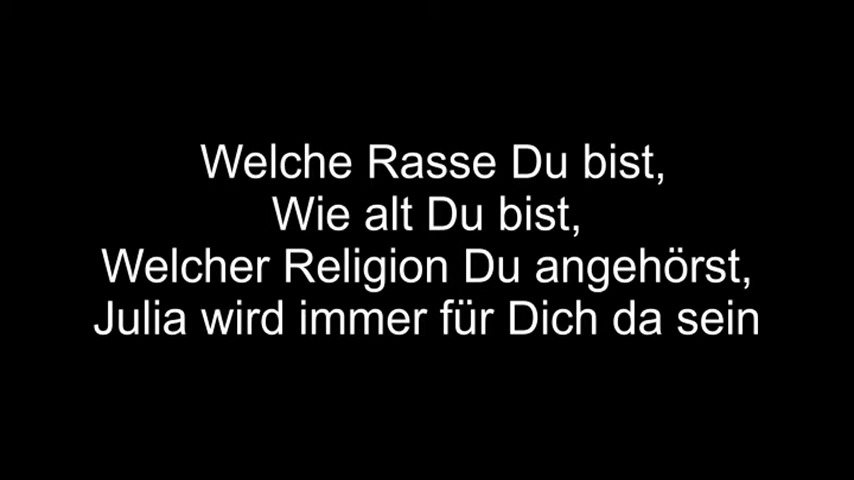 Welche Rasse Du bist,
Wie alt Du bist,
Welcher Religion Du angehörst,
Julia wird immer für Dich da sein